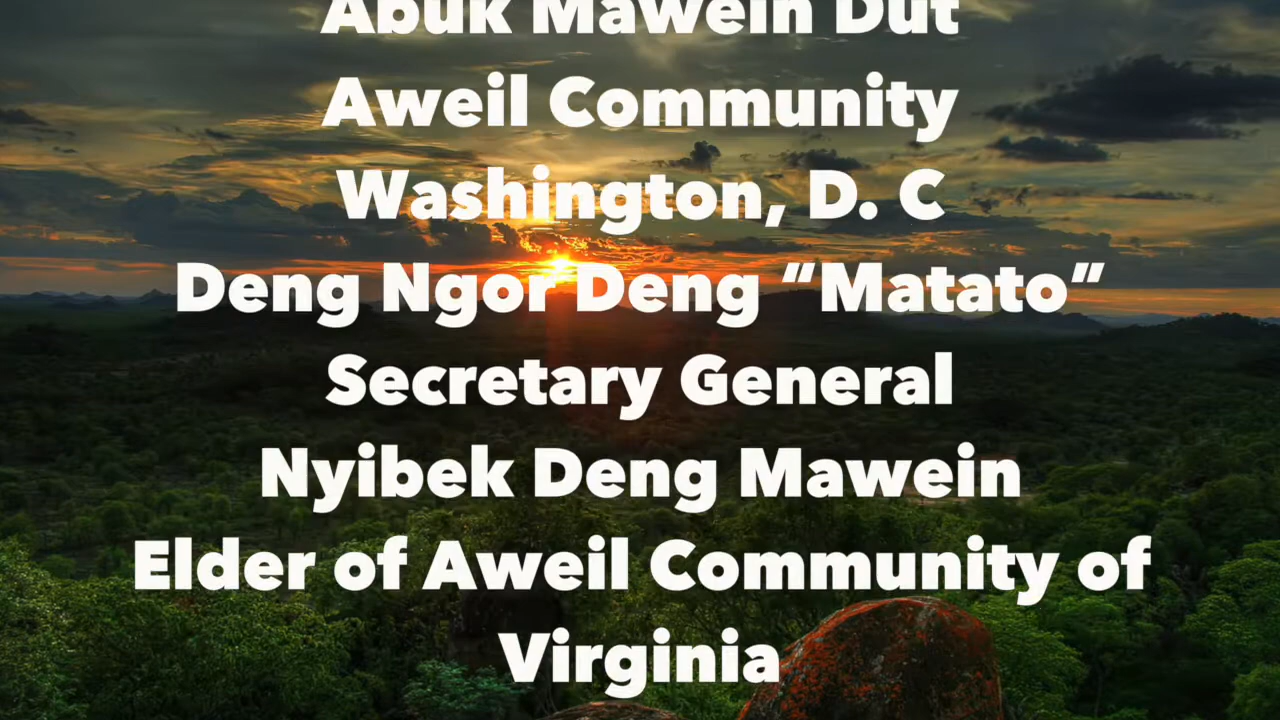 Abuk Mawein Dut
Aweil Community
Washington, D. C
Deng Ngor Deng “Matato”
Secretary General
Nyibek Deng Mawein
Elder of Aweil Community of
Virginia